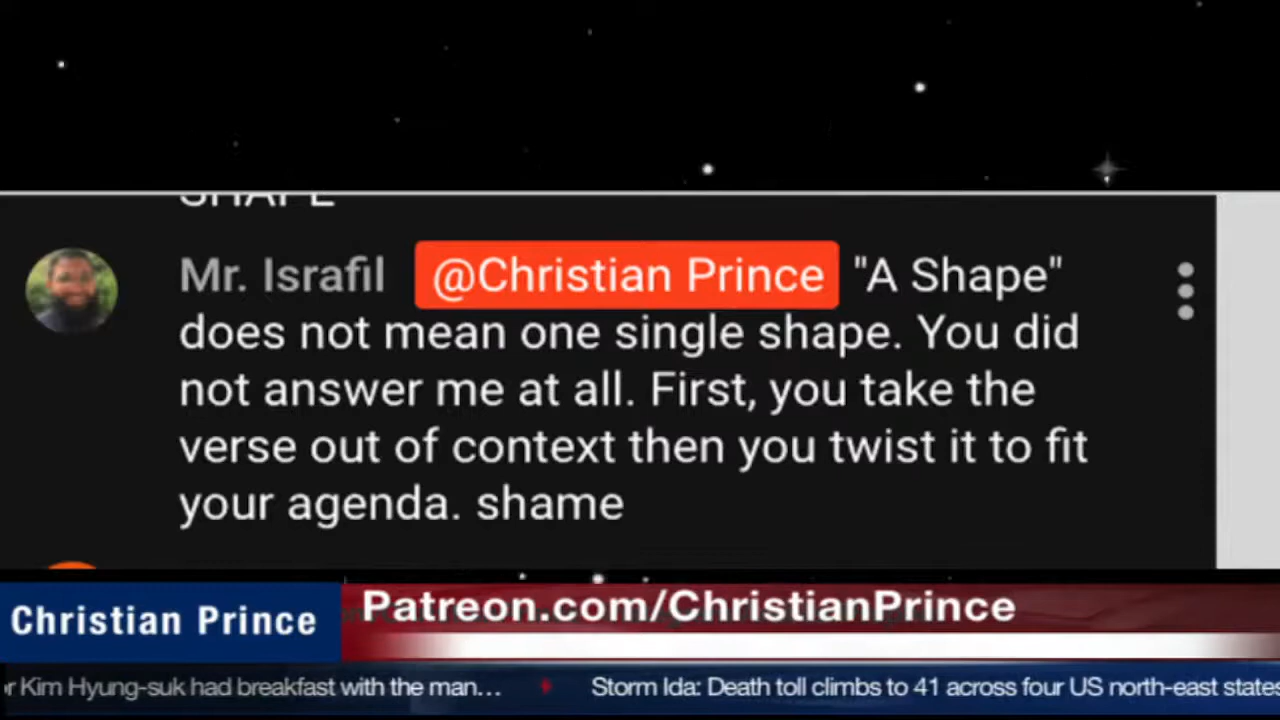 SHAPE
Mr. Israfil @Christian Prince "A Shape"
does not mean one single shape. You did
not answer me at all. First, you take the
verse out of context then you twist it to fit
your agenda. shame
Christian Prince
Patreon.com/ChristianPrince
r Kim Hyung-suk had breakfast with the man… Storm Ida: Death toll climbs to 41 across four US north-east states